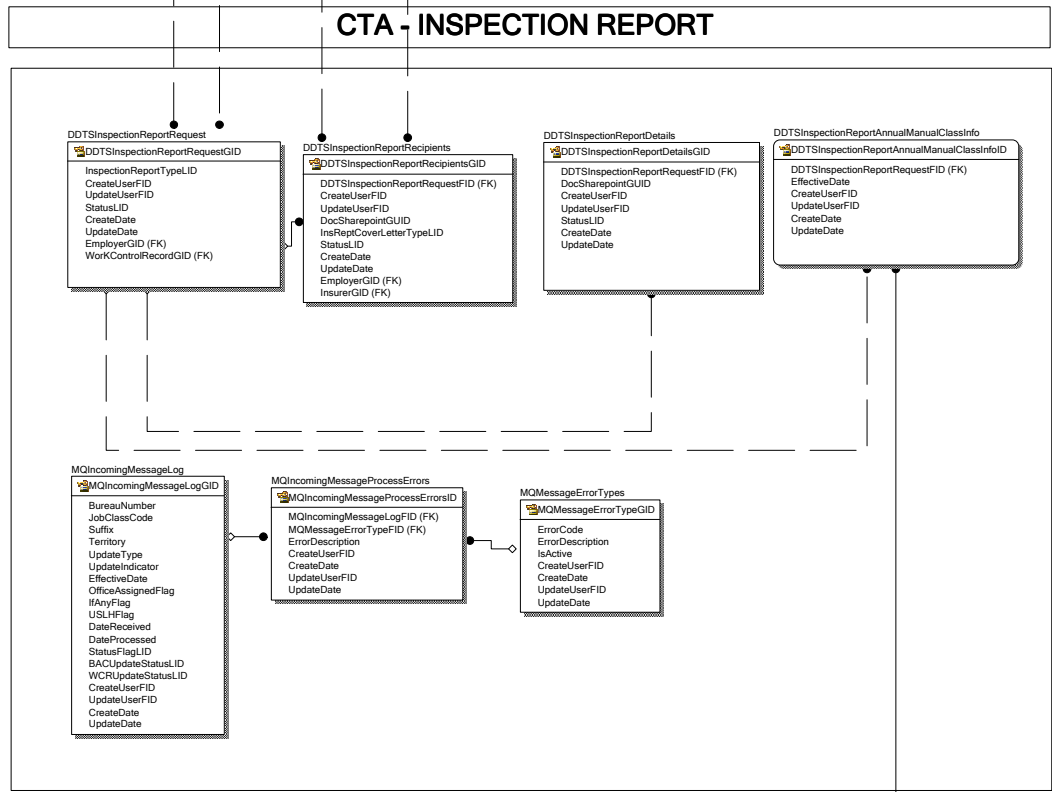 CTA - INSPECTION REPORT
DDTSInspectionReportRequest
DDTSInspectionReportRequestGID
InspectionReportTypeLID
CreateUserFID
UpdateUserFID
StatusLID
CreateDate
UpdateDate
EmployerGID (FK)
WorKControlRecordGID (FK)
DDTSInspectionReportRecipients
DDTSInspectionReportRecipientsGID
DDTSInspectionReportRequestFID (FK)
CreateUserFID
UpdateUserFID
DocSharepointGUID
InsReptCoverLetterTypeLID
StatusLID
CreateDate
UpdateDate
EmployerGID (FK)
InsurerGID (FK)
DDTSInspectionReportDetails
DDTSInspectionReportDetailsGID
DDTSInspectionReportRequestFID (FK)
DocSharepointGUID
CreateUserFID
UpdateUserFID
StatusLID
CreateDate
UpdateDate
DDTSInspectionReportAnnualManualClassInfo
DDTSInspectionReportAnnualManualClassInfoID
DDTSInspectionReportRequestFID (FK)
EffectiveDate
CreateUserFID
UpdateUserFID
CreateDate
UpdateDate
MQIncomingMessageLog
MQIncomingMessageLogGID
BureauNumber
JobClassCode
Suffix
Territory
UpdateType
UpdateIndicator
EffectiveDate
OfficeAssignedFlag
IfAnyFlag
USLHFlag
DateReceived
DateProcessed
StatusFlagLID
BACUpdateStatusLID
WCRUpdateStatusLID
CreateUserFID
UpdateUserFID
CreateDate
UpdateDate
MQIncomingMessageProcessErrors
MQIncomingMessageProcessErrorsID
MQIncomingMessageLogFID (FK)
MQMessageErrorTypeFID (FK)
ErrorDescription
CreateUserFID
CreateDate
UpdateUserFID
UpdateDate
MQMessageErrorTypes
MQMessageErrorTypeGID
ErrorCode
ErrorDescription
IsActive
CreateUserFID
CreateDate
UpdateUserFID
UpdateDate